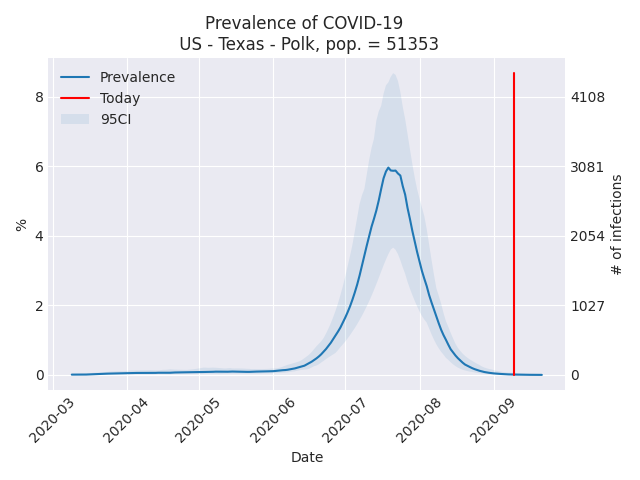 Prevalence of COVID-19
US - Texas - Polk, pop. = 51353
Prevalence
Today
95CI
8
6
4
2
0
%
4108
3081
2054
1027
0
# of infections
2020-03
2020-04
2020-05
2020-06
2020-07
2020-08
2020-09
Date